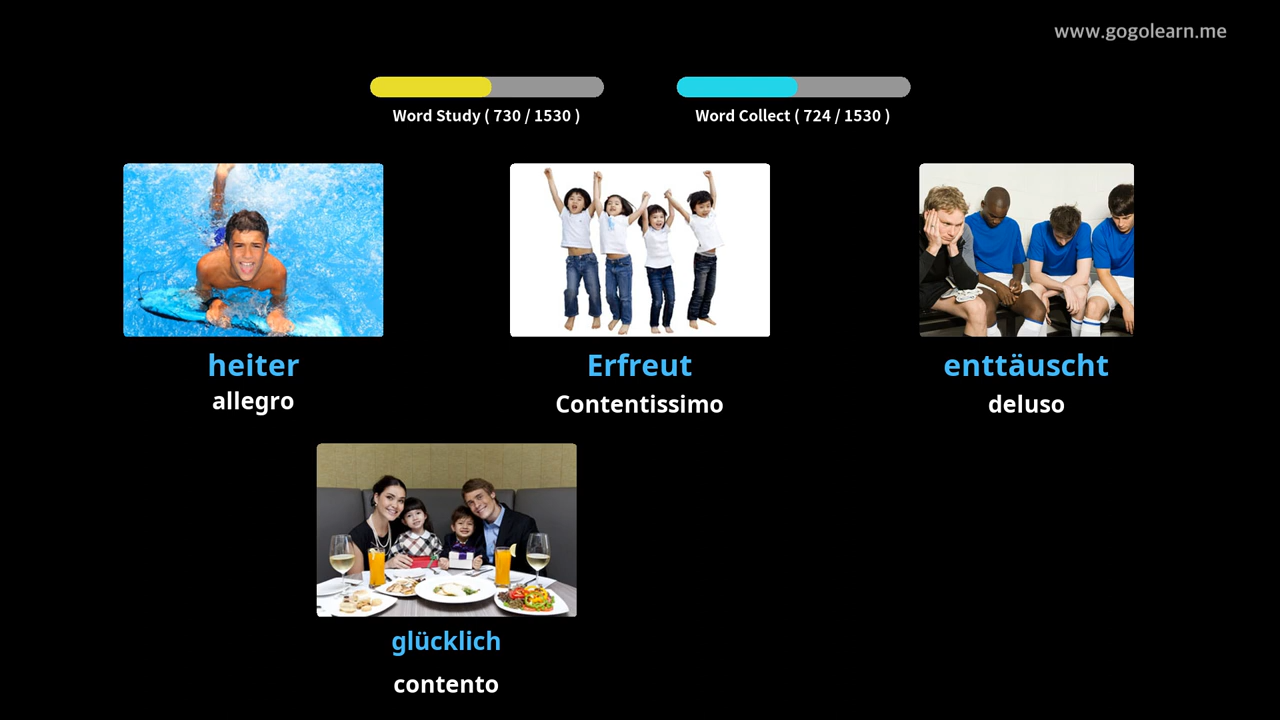 www.gogolearn.me
Word Study ( 730 / 1530 )
Word Collect ( 724 / 1530 )
heiter
allegro
Erfreut
Contentissimo
enttäuscht
deluso
glücklich
contento